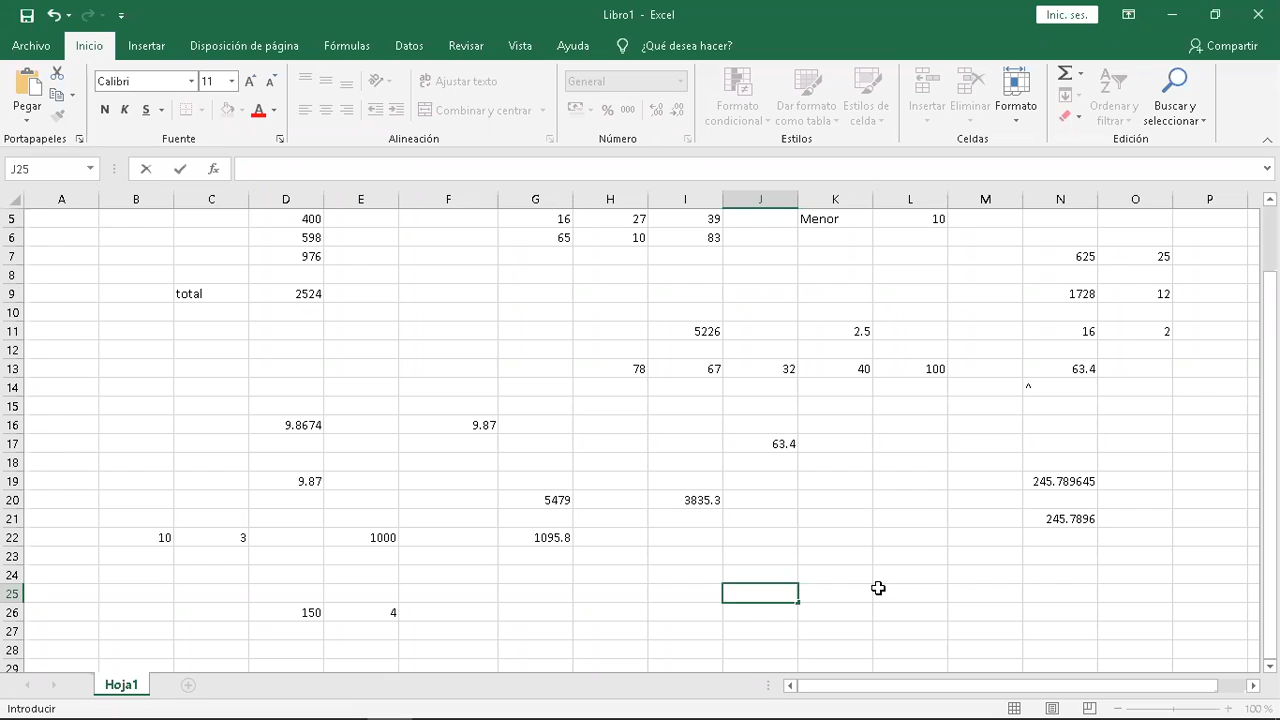 Libro1 - Excel
Inic. ses.
Archivo Inicio Insertar Disposición de página Fórmulas Datos Revisar Vista Ayuda ¿Qué desea hacer? Compartir
Pegar Calibri 11 A A Ajustar texto General Σ
N K S A Combinar y centrar % 000
Formato condicional Dar formato como tabla Estilos de celda Insertar Eliminar Formato Ordenar y filtrar Buscar y seleccionar
Portapapeles Fuente Alineación Número Estilos Celdas Edición
J25 fx
A B C D E F G H I J K L M N O P
5 400 16 27 39 Menor 10
6 598 65 10 83
7 976 625 25
8
9 total 2524 1728 12
10
11 5226 2.5 16 2
12
13 78 67 32 40 100 63.4
14 ^
15
16 9.8674 9.87
17 63.4
18
19 9.87 245.789645
20 5479 3835.3
21 245.7896
22 10 3 1000 1095.8
23
24
25
26 150 4
27
28
29
Hoja1
Introducir 100 %